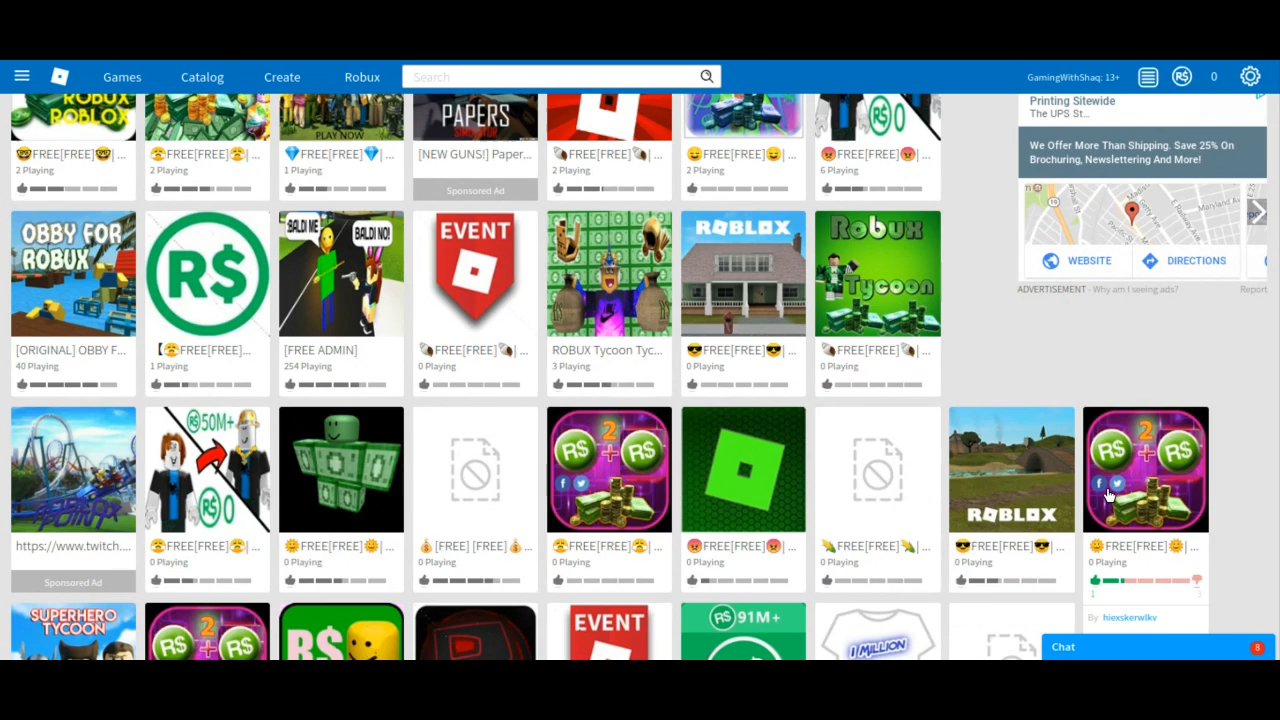 Games Catalog Create Robux Search GamingWithShaq: 13+ R$ 0
ROBUX
ROBLOX
PLAY NOW
PAPERS
R$0
Printing Sitewide
The UPS St...
We Offer More Than Shipping. Save 25% On
Brochuring, Newslettering And More!
WEBSITE DIRECTIONS
ADVERTISEMENT - Why am I seeing ads? Report
🤓FREE[FREE]🤓| ...
2 Playing
😤FREE[FREE]😤| ...
2 Playing
💎FREE[FREE]💎| ...
1 Playing
[NEW GUNS!] Paper...
Sponsored Ad
🐚FREE[FREE]🐚| ...
2 Playing
😄FREE[FREE]😄| ...
2 Playing
😡FREE[FREE]😡| ...
6 Playing
OBBY FOR
ROBUX
[ORIGINAL] OBBY F...
40 Playing
R$
【😤FREE[FREE]...
1 Playing
BALDI ME
BALDI NO!
[FREE ADMIN]
254 Playing
EVENT
🐚FREE[FREE]🐚| ...
0 Playing
ROBUX Tycoon Tyc...
3 Playing
ROBLOX
😎FREE[FREE]😎| ...
0 Playing
Robux
Tycoon
🐚FREE[FREE]🐚| ...
0 Playing
POINT
https://www.twitch....
Sponsored Ad
R$50M+
R$0
😤FREE[FREE]😤| ...
0 Playing
🌞FREE[FREE]🌞| ...
0 Playing
💰[FREE] [FREE]💰...
0 Playing
2
R$ + R$
😤FREE[FREE]😤| ...
0 Playing
😡FREE[FREE]😡| ...
0 Playing
🌽FREE[FREE]🌽| ...
0 Playing
ROBLOX
😎FREE[FREE]😎| ...
0 Playing
2
R$ + R$
🌞FREE[FREE]🌞| ...
0 Playing
1 3
By hiexskerwlkv
SUPERHERO
TYCOON
2
R$ + R$
R$
EVENT
R$ 91M+
1 MILLION
Chat 8